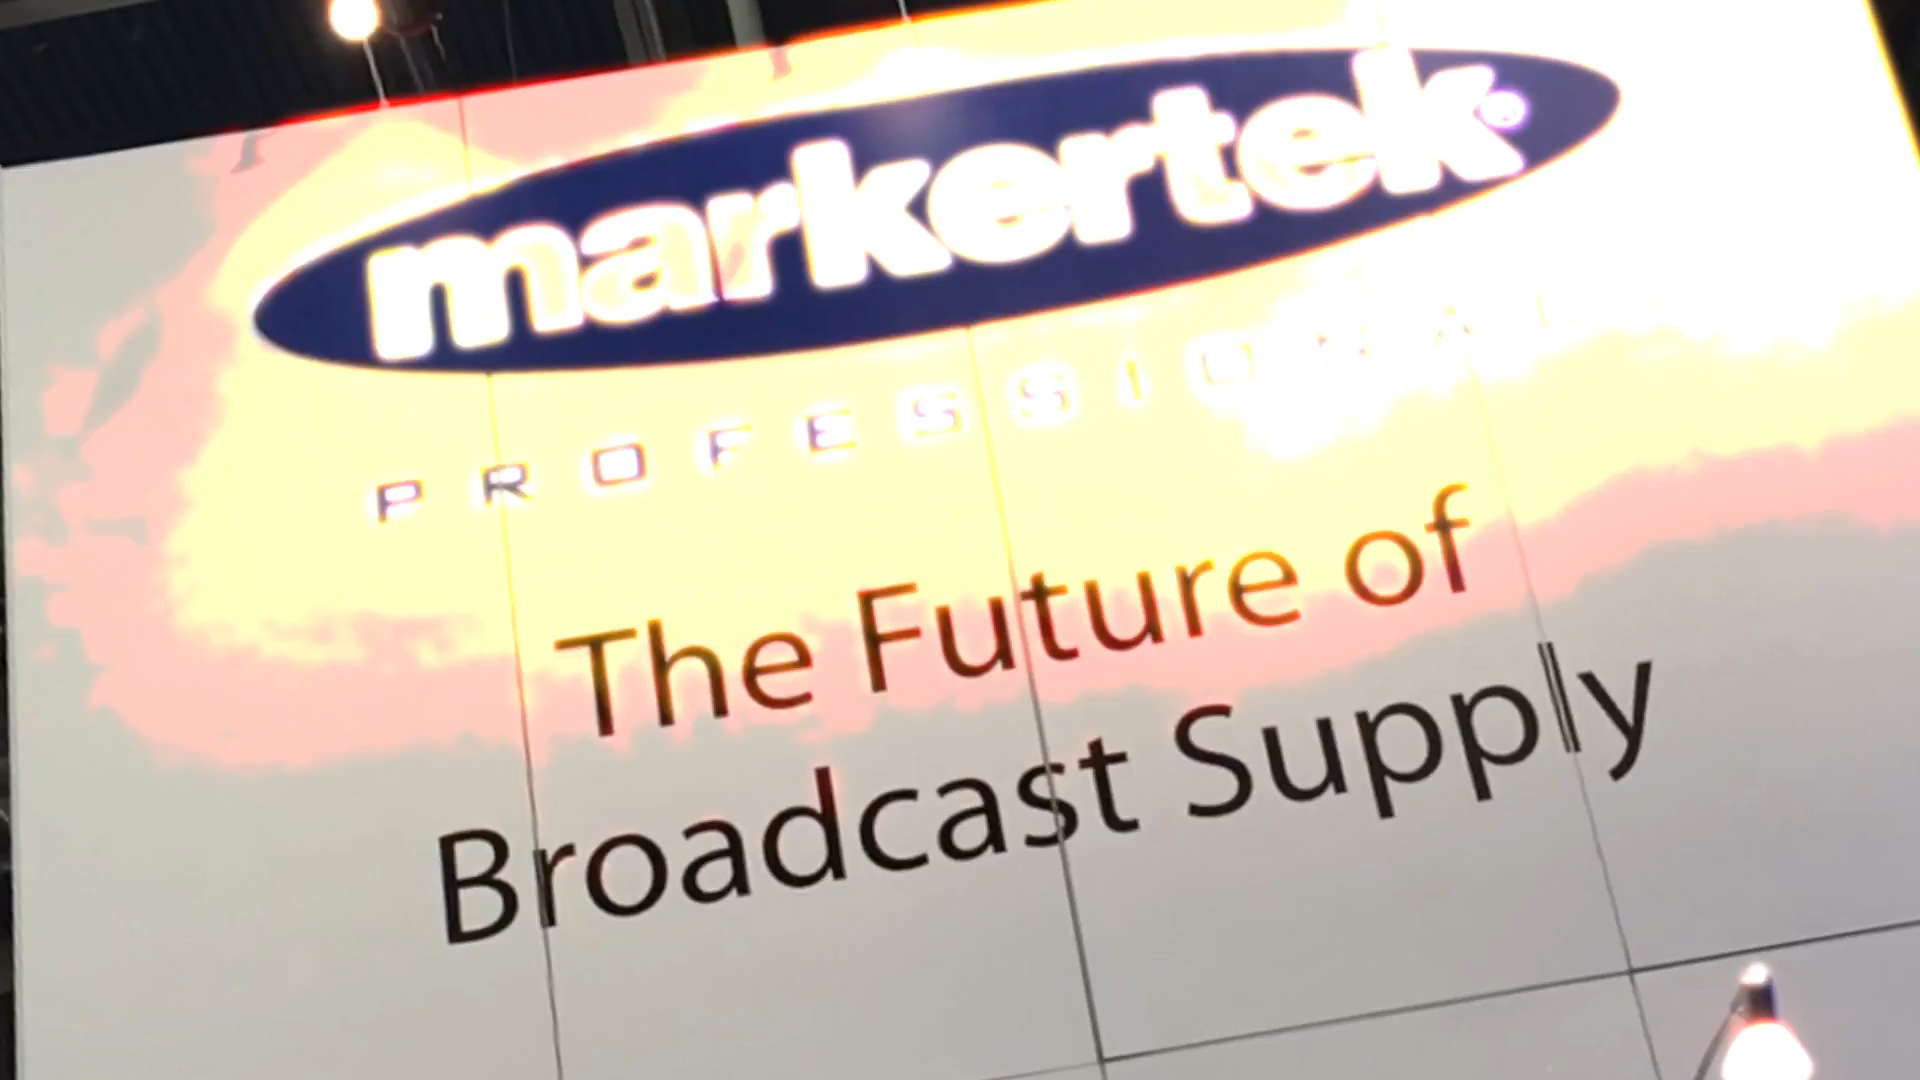 markertek®
PROFESSIONAL
The Future of
Broadcast Supply